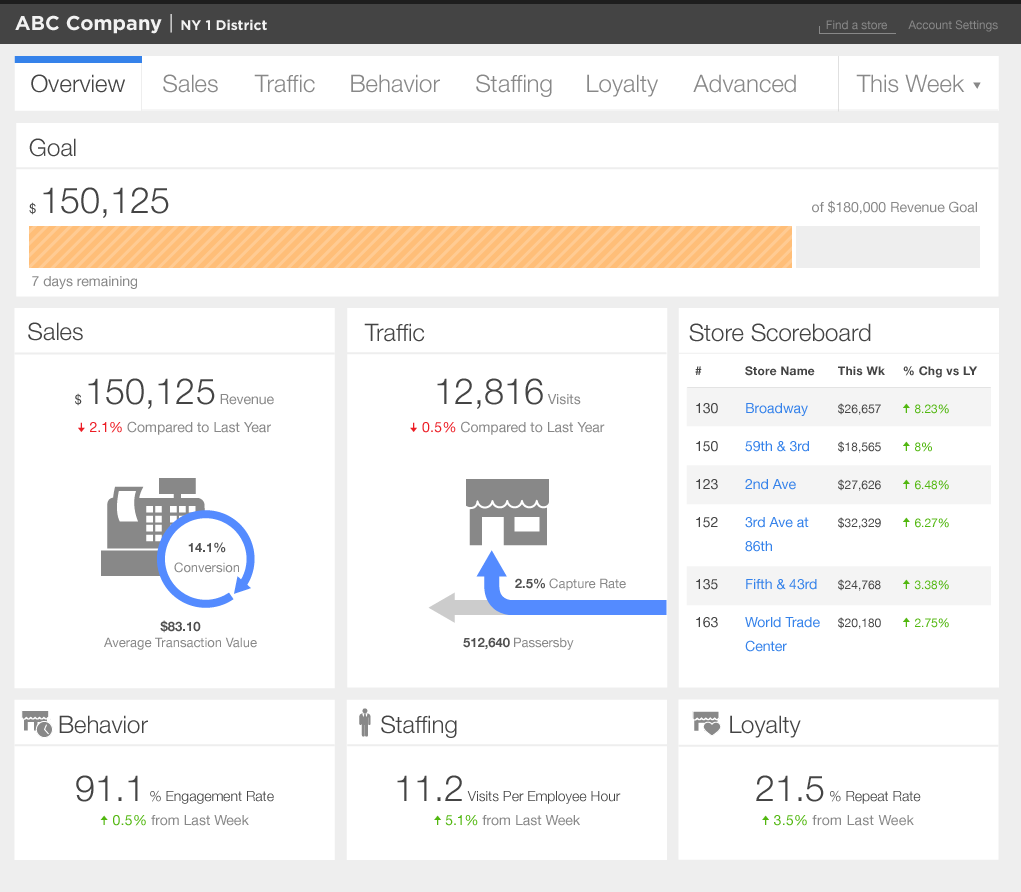 ABC Company | NY 1 District
Find a store
Account Settings
Overview
Sales
Traffic
Behavior
Staffing
Loyalty
Advanced
This Week ▾
Goal
$ 150,125
of $180,000 Revenue Goal
7 days remaining
Sales
$ 150,125 Revenue
↓ 2.1% Compared to Last Year
14.1%
Conversion
$83.10
Average Transaction Value
Traffic
12,816 Visits
↓ 0.5% Compared to Last Year
2.5% Capture Rate
512,640 Passersby
Store Scoreboard
# Store Name This Wk % Chg vs LY
130 Broadway $26,657 ↑ 8.23%
150 59th & 3rd $18,565 ↑ 8%
123 2nd Ave $27,626 ↑ 6.48%
152 3rd Ave at $32,329 ↑ 6.27%
86th
135 Fifth & 43rd $24,768 ↑ 3.38%
163 World Trade $20,180 ↑ 2.75%
Center
Behavior
91.1 % Engagement Rate
↑ 0.5% from Last Week
Staffing
11.2 Visits Per Employee Hour
↑ 5.1% from Last Week
Loyalty
21.5 % Repeat Rate
↑ 3.5% from Last Week